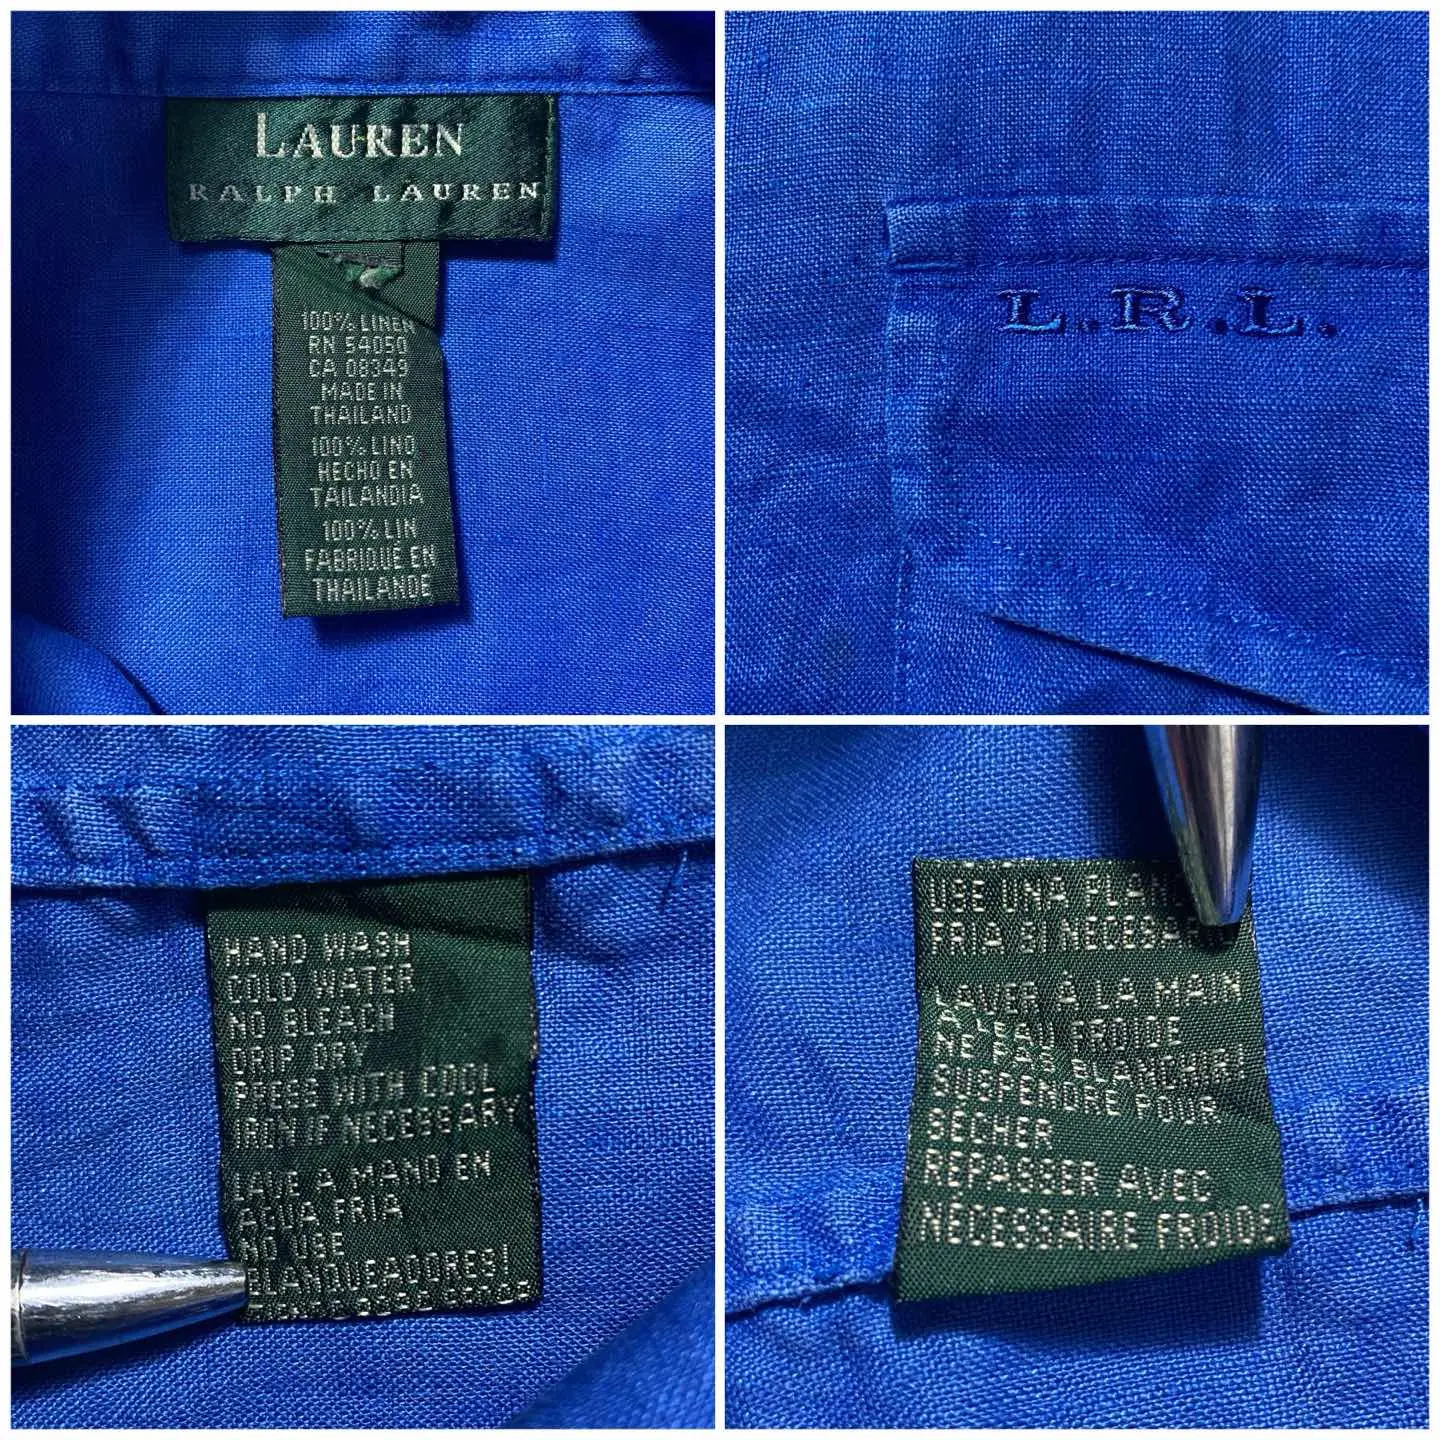 LAUREN
RALPH LAUREN
100% LINEN
RN 54050
CA 08349
MADE IN
THAILAND
100% LINO
HECHO EN
TAILANDIA
100% LIN
FABRIQUÉ EN
THAILANDE
L.R.L.
HAND WASH
COLD WATER
NO BLEACH
DRIP DRY
PRESS WITH COOL
IRON IF NECESSARY
LAVE A MANO EN
AGUA FRIA
NO USE
BLANQUEADORES!
USE UNA
FRIA SI NECESARIO
LAVER À LA MAIN
À L'EAU FROIDE
NE PAS BLANCHIR!
SUSPENDRE POUR
SÉCHER
REPASSER AVEC
NÉCESSAIRE FROIDE